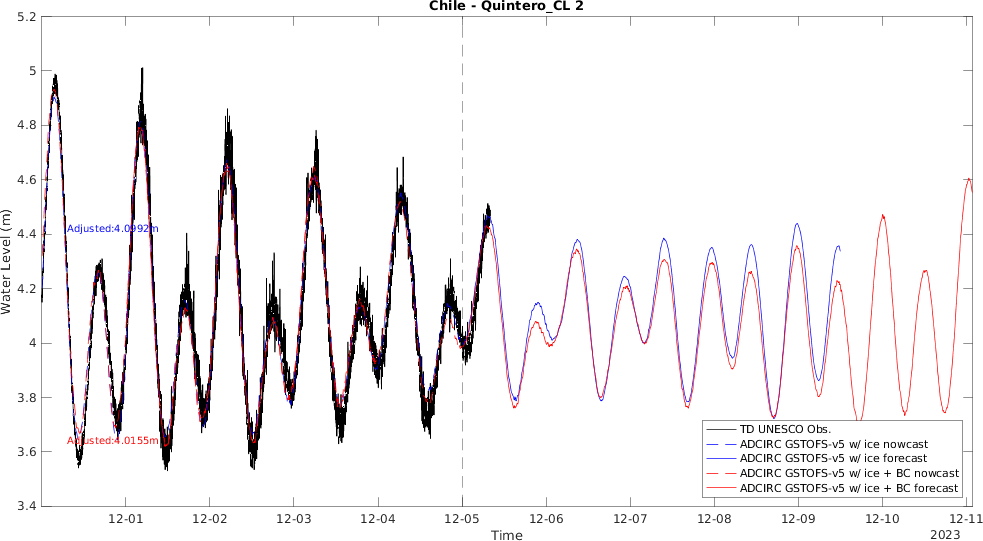 Chile - Quintero_CL 2
5.2
5
4.8
4.6
4.4
4.2
4
3.8
3.6
3.4
Water Level (m)
Adjusted:4.0992m
Adjusted:4.0155m
TD UNESCO Obs.
ADCIRC GSTOFS-v5 w/ ice nowcast
ADCIRC GSTOFS-v5 w/ ice forecast
ADCIRC GSTOFS-v5 w/ ice + BC nowcast
ADCIRC GSTOFS-v5 w/ ice + BC forecast
12-01 12-02 12-03 12-04 12-05 12-06 12-07 12-08 12-09 12-10 12-11
Time
2023